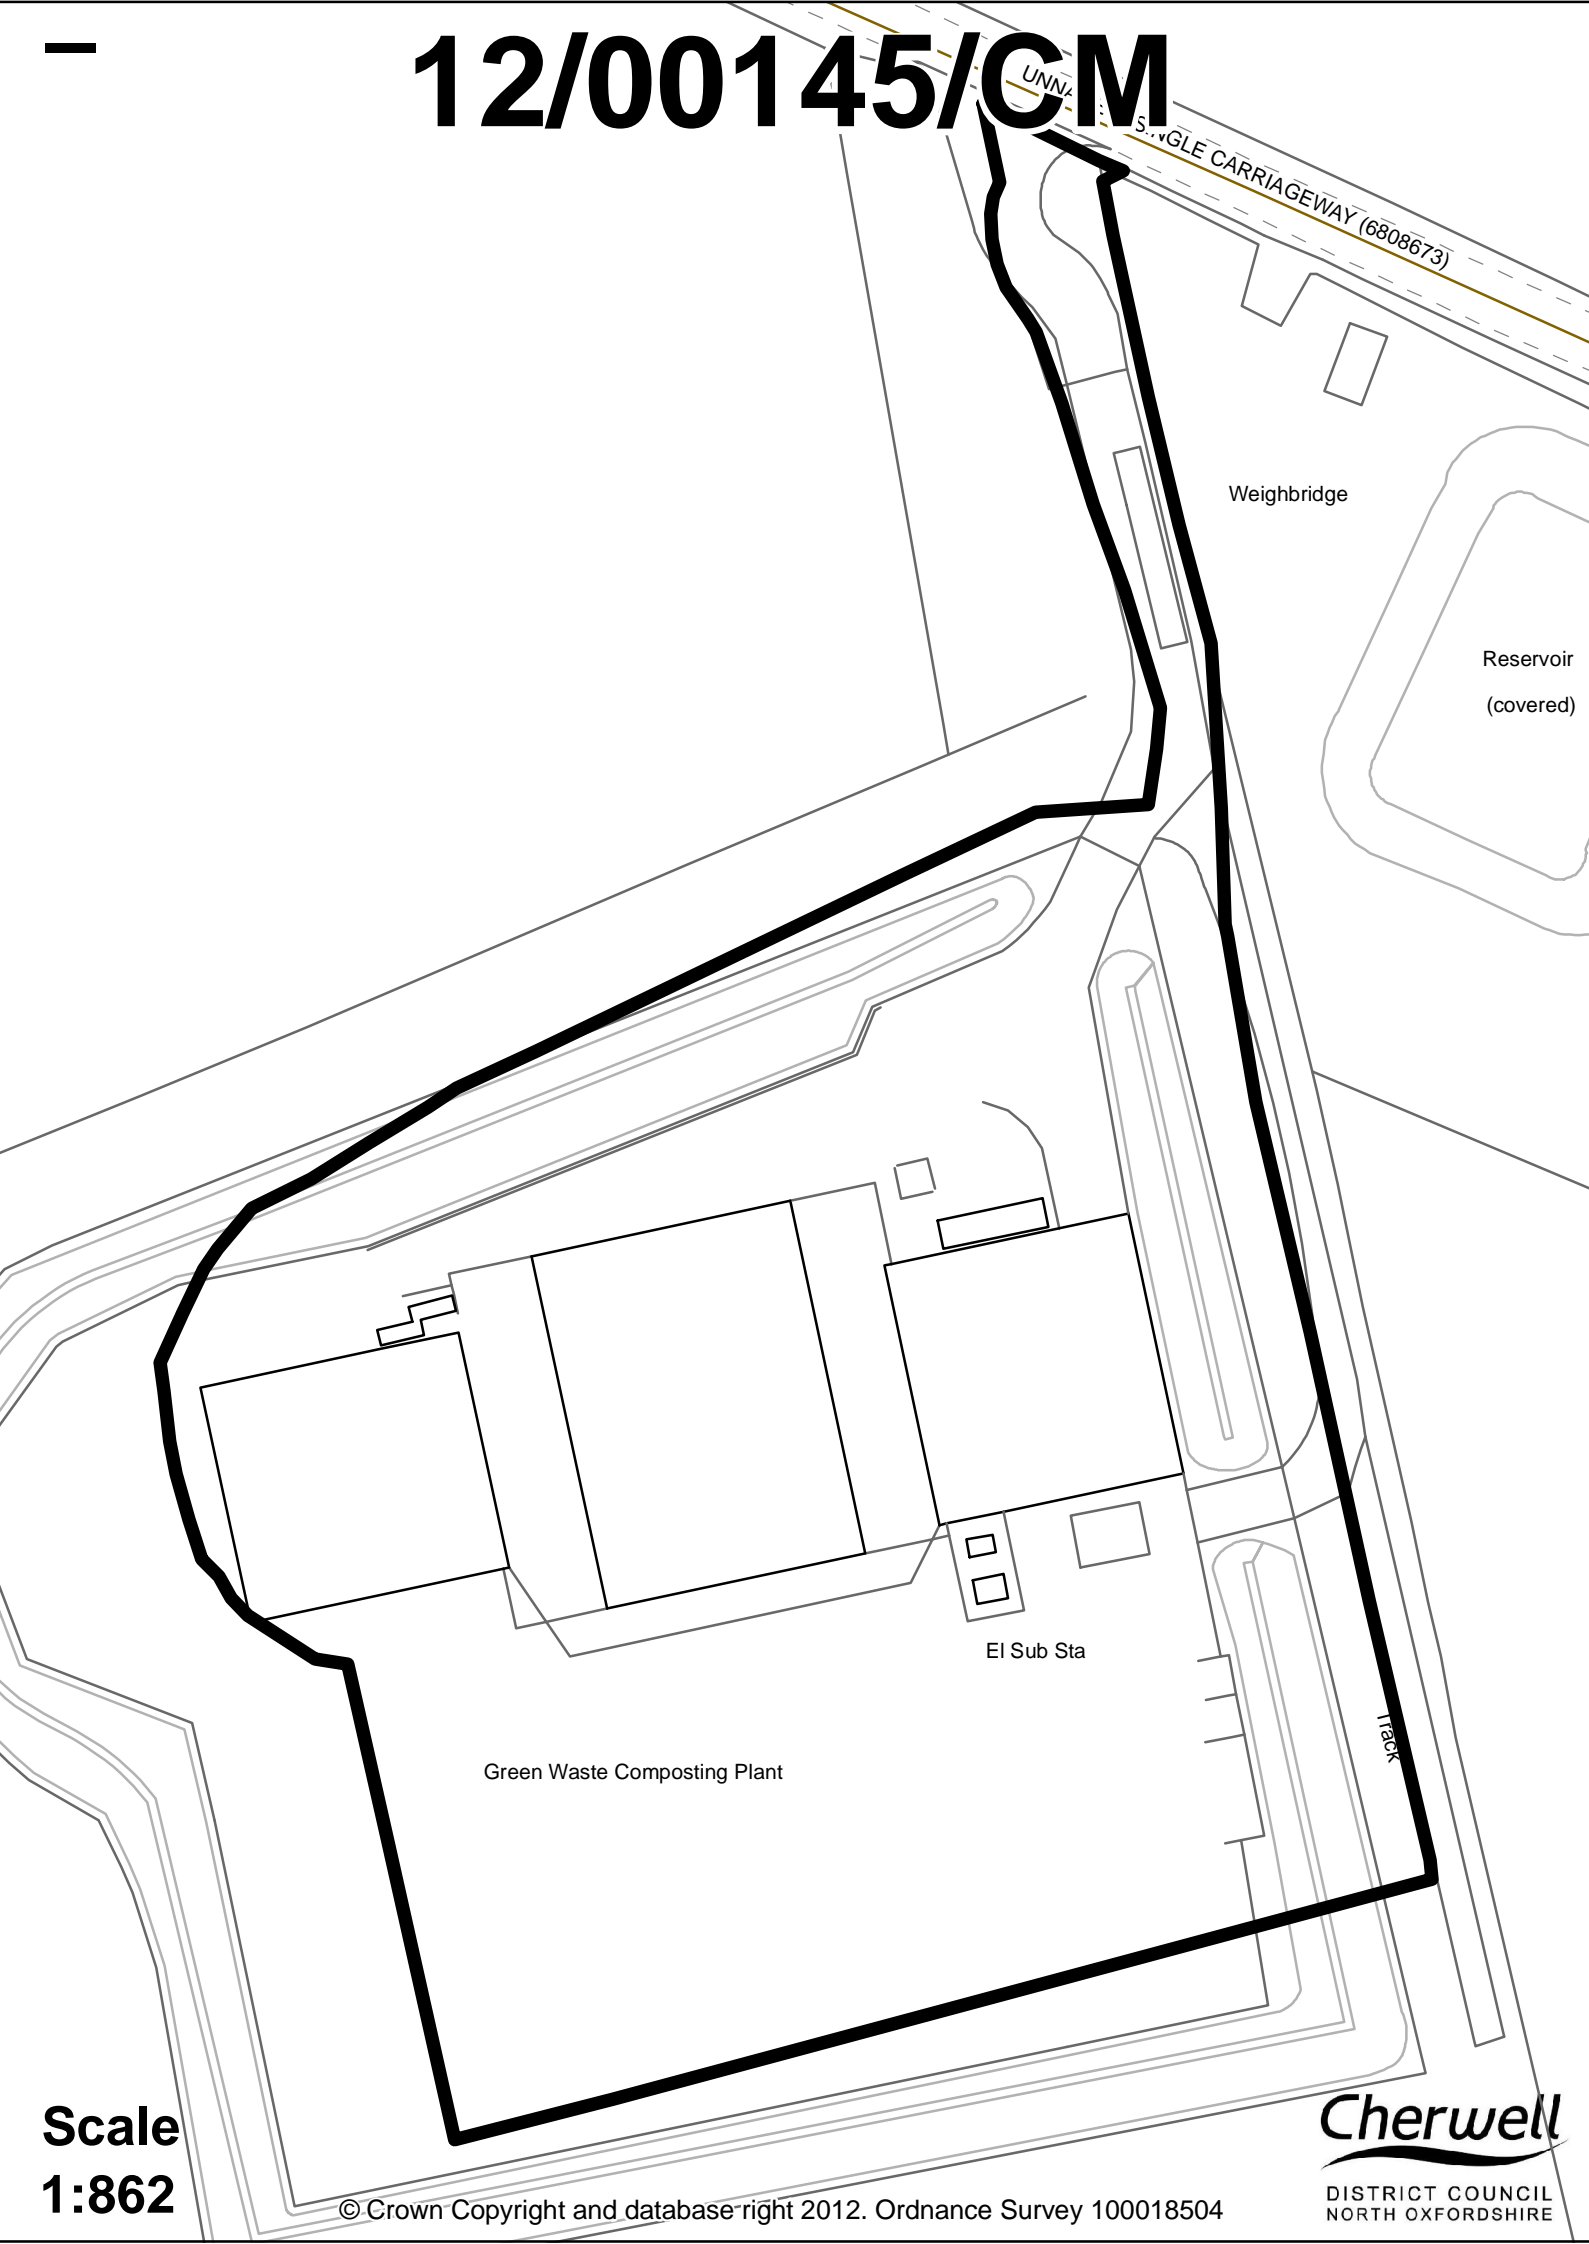 12/00145/CM
SINGLE CARRIAGEWAY (6808673)
Weighbridge
Reservoir
(covered)
El Sub Sta
Track
Green Waste Composting Plant
Scale
1:862
© Crown Copyright and database right 2012. Ordnance Survey 100018504
Cherwell
DISTRICT COUNCIL
NORTH OXFORDSHIRE